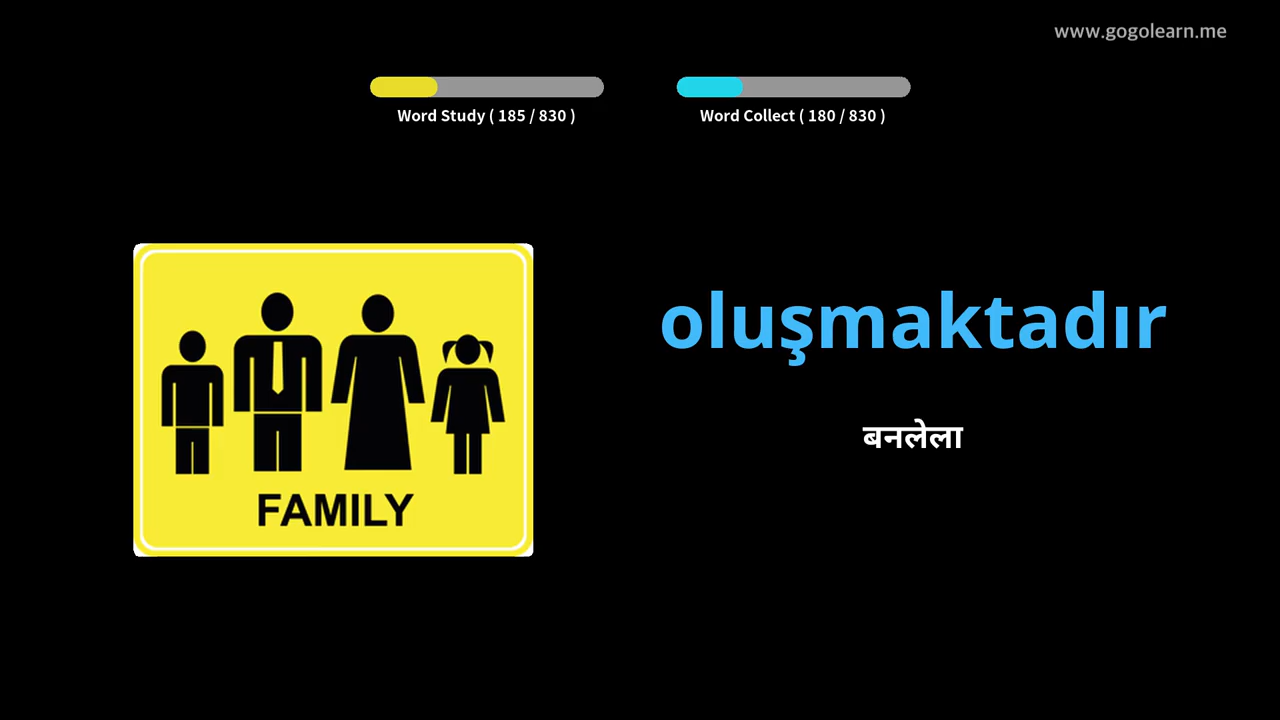 www.gogolearn.me
Word Study ( 185 / 830 )
Word Collect ( 180 / 830 )
oluşmaktadır
बनलेला
FAMILY